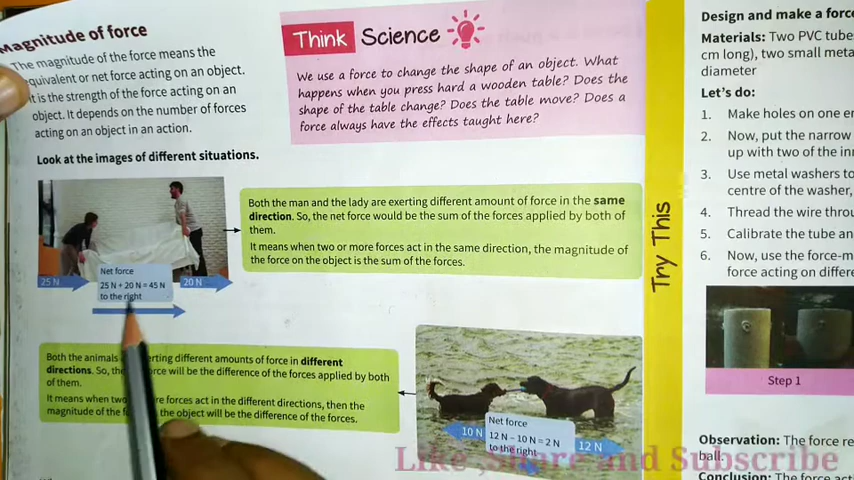 Magnitude of force
The magnitude of the force means the
equivalent or net force acting on an object.
It is the strength of the force acting on an
object. It depends on the number of forces
acting on an object in an action.
Look at the images of different situations.
Think Science
We use a force to change the shape of an object. What
happens when you press hard a wooden table? Does the
shape of the table change? Does the table move? Does a
force always have the effects taught here?
Both the man and the lady are exerting different amount of force in the same
direction. So, the net force would be the sum of the forces applied by both of
them.
It means when two or more forces act in the same direction, the magnitude of
the force on the object is the sum of the forces.
25 N
Net force
25 N + 20 N = 45 N
to the right
20 N
Both the animals erting different amounts of force in different
directions. So, the rce will be the difference of the forces applied by both
of them.
It means when tw re forces act in the different directions, then the
magnitude of the f the object will be the difference of the forces.
10 N
Net force
12 N – 10 N = 2 N
to the right
12 N
Try This
Design and make a force
Materials: Two PVC tube
cm long), two small meta
diameter
Let's do:
1. Make holes on one er
2. Now, put the narrow
up with two of the inr
3. Use metal washers to
centre of the washer,
4. Thread the wire throu
5. Calibrate the tube an
6. Now, use the force-m
force acting on differe
Step 1
Observation: The force re
ball.
Conclusion: The force act
Like ,Share and Subscribe